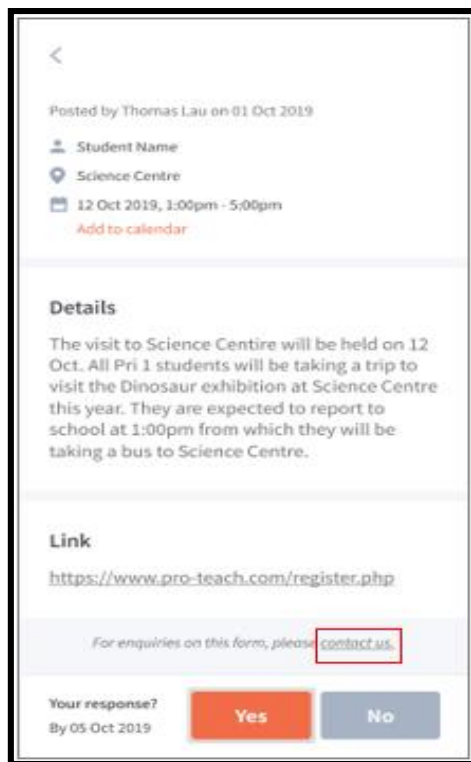 Posted by Thomas Lau on 01 Oct 2019
Student Name
Science Centre
12 Oct 2019, 1:00pm - 5:00pm
Add to calendar
Details
The visit to Science Centire will be held on 12
Oct. All Pri 1 students will be taking a trip to
visit the Dinosaur exhibition at Science Centre
this year. They are expected to report to
school at 1:00pm from which they will be
taking a bus to Science Centre.
Link
https://www.pro-teach.com/register.php
For enquiries on this form, please contact us.
Your response?
By 05 Oct 2019
Yes
No